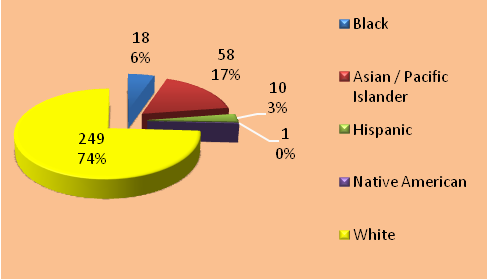 18
6%
58
17%
10
3%
1
0%
249
74%
Black
Asian / Pacific
Islander
Hispanic
Native American
White